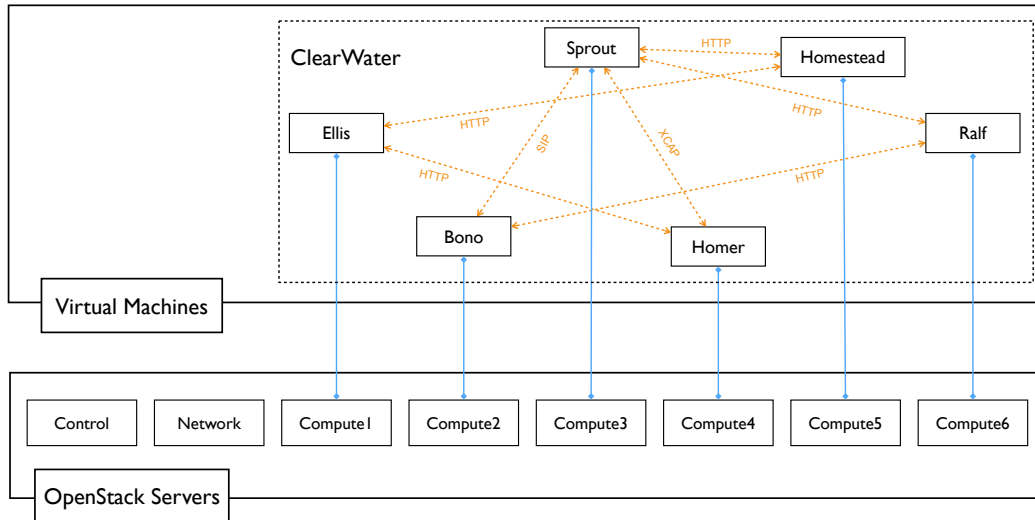 Sprout
HTTP
Homestead
ClearWater
HTTP
HTTP
Ellis
SIP
XCAP
Ralf
HTTP
HTTP
Bono
Homer
Virtual Machines
Control
Network
Compute1
Compute2
Compute3
Compute4
Compute5
Compute6
OpenStack Servers